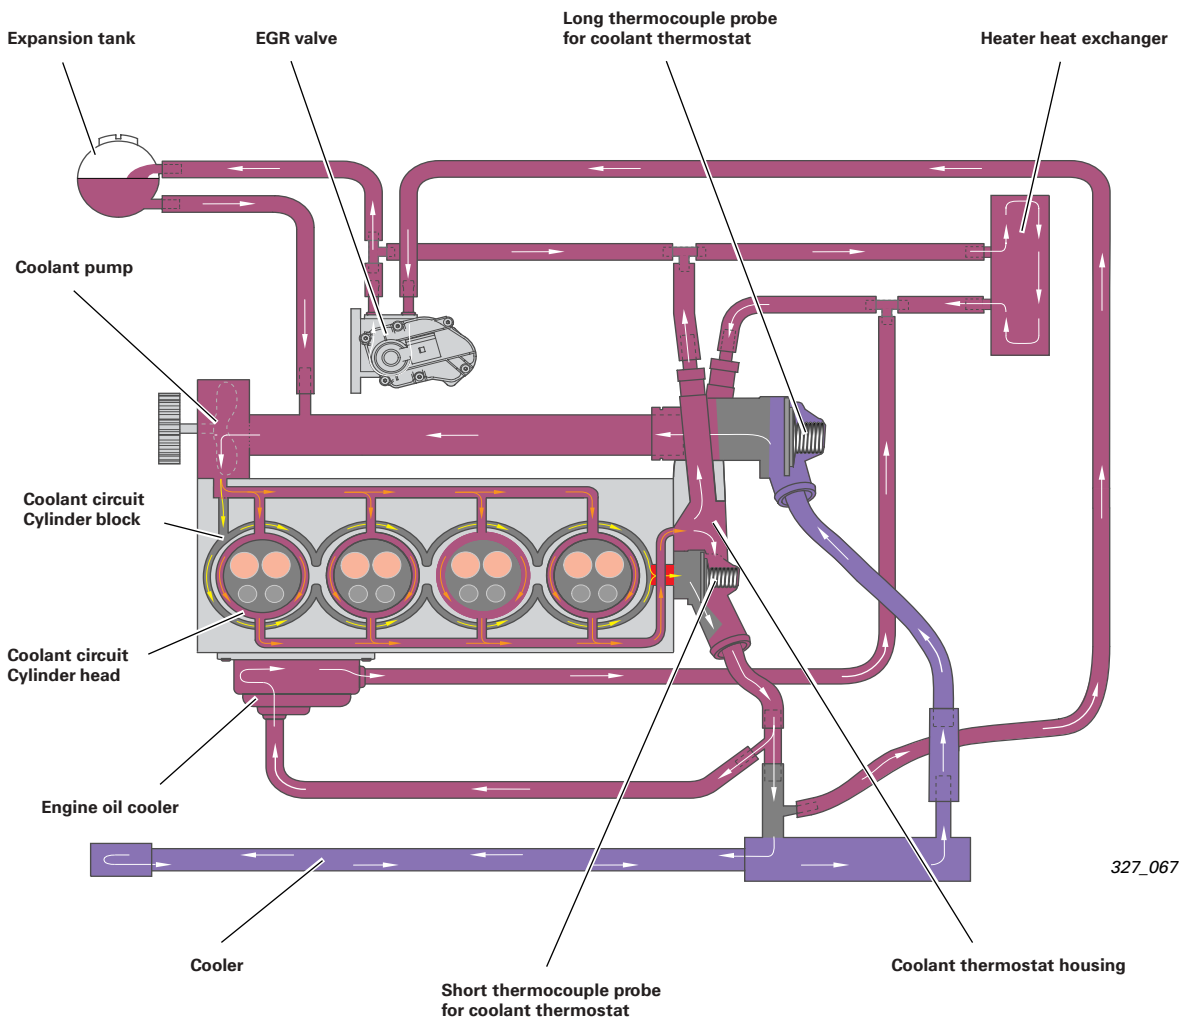 Long thermocouple probe
for coolant thermostat
Expansion tank
EGR valve
Heater heat exchanger
Coolant pump
Coolant circuit
Cylinder block
Coolant circuit
Cylinder head
Engine oil cooler
327_067
Cooler
Coolant thermostat housing
Short thermocouple probe
for coolant thermostat